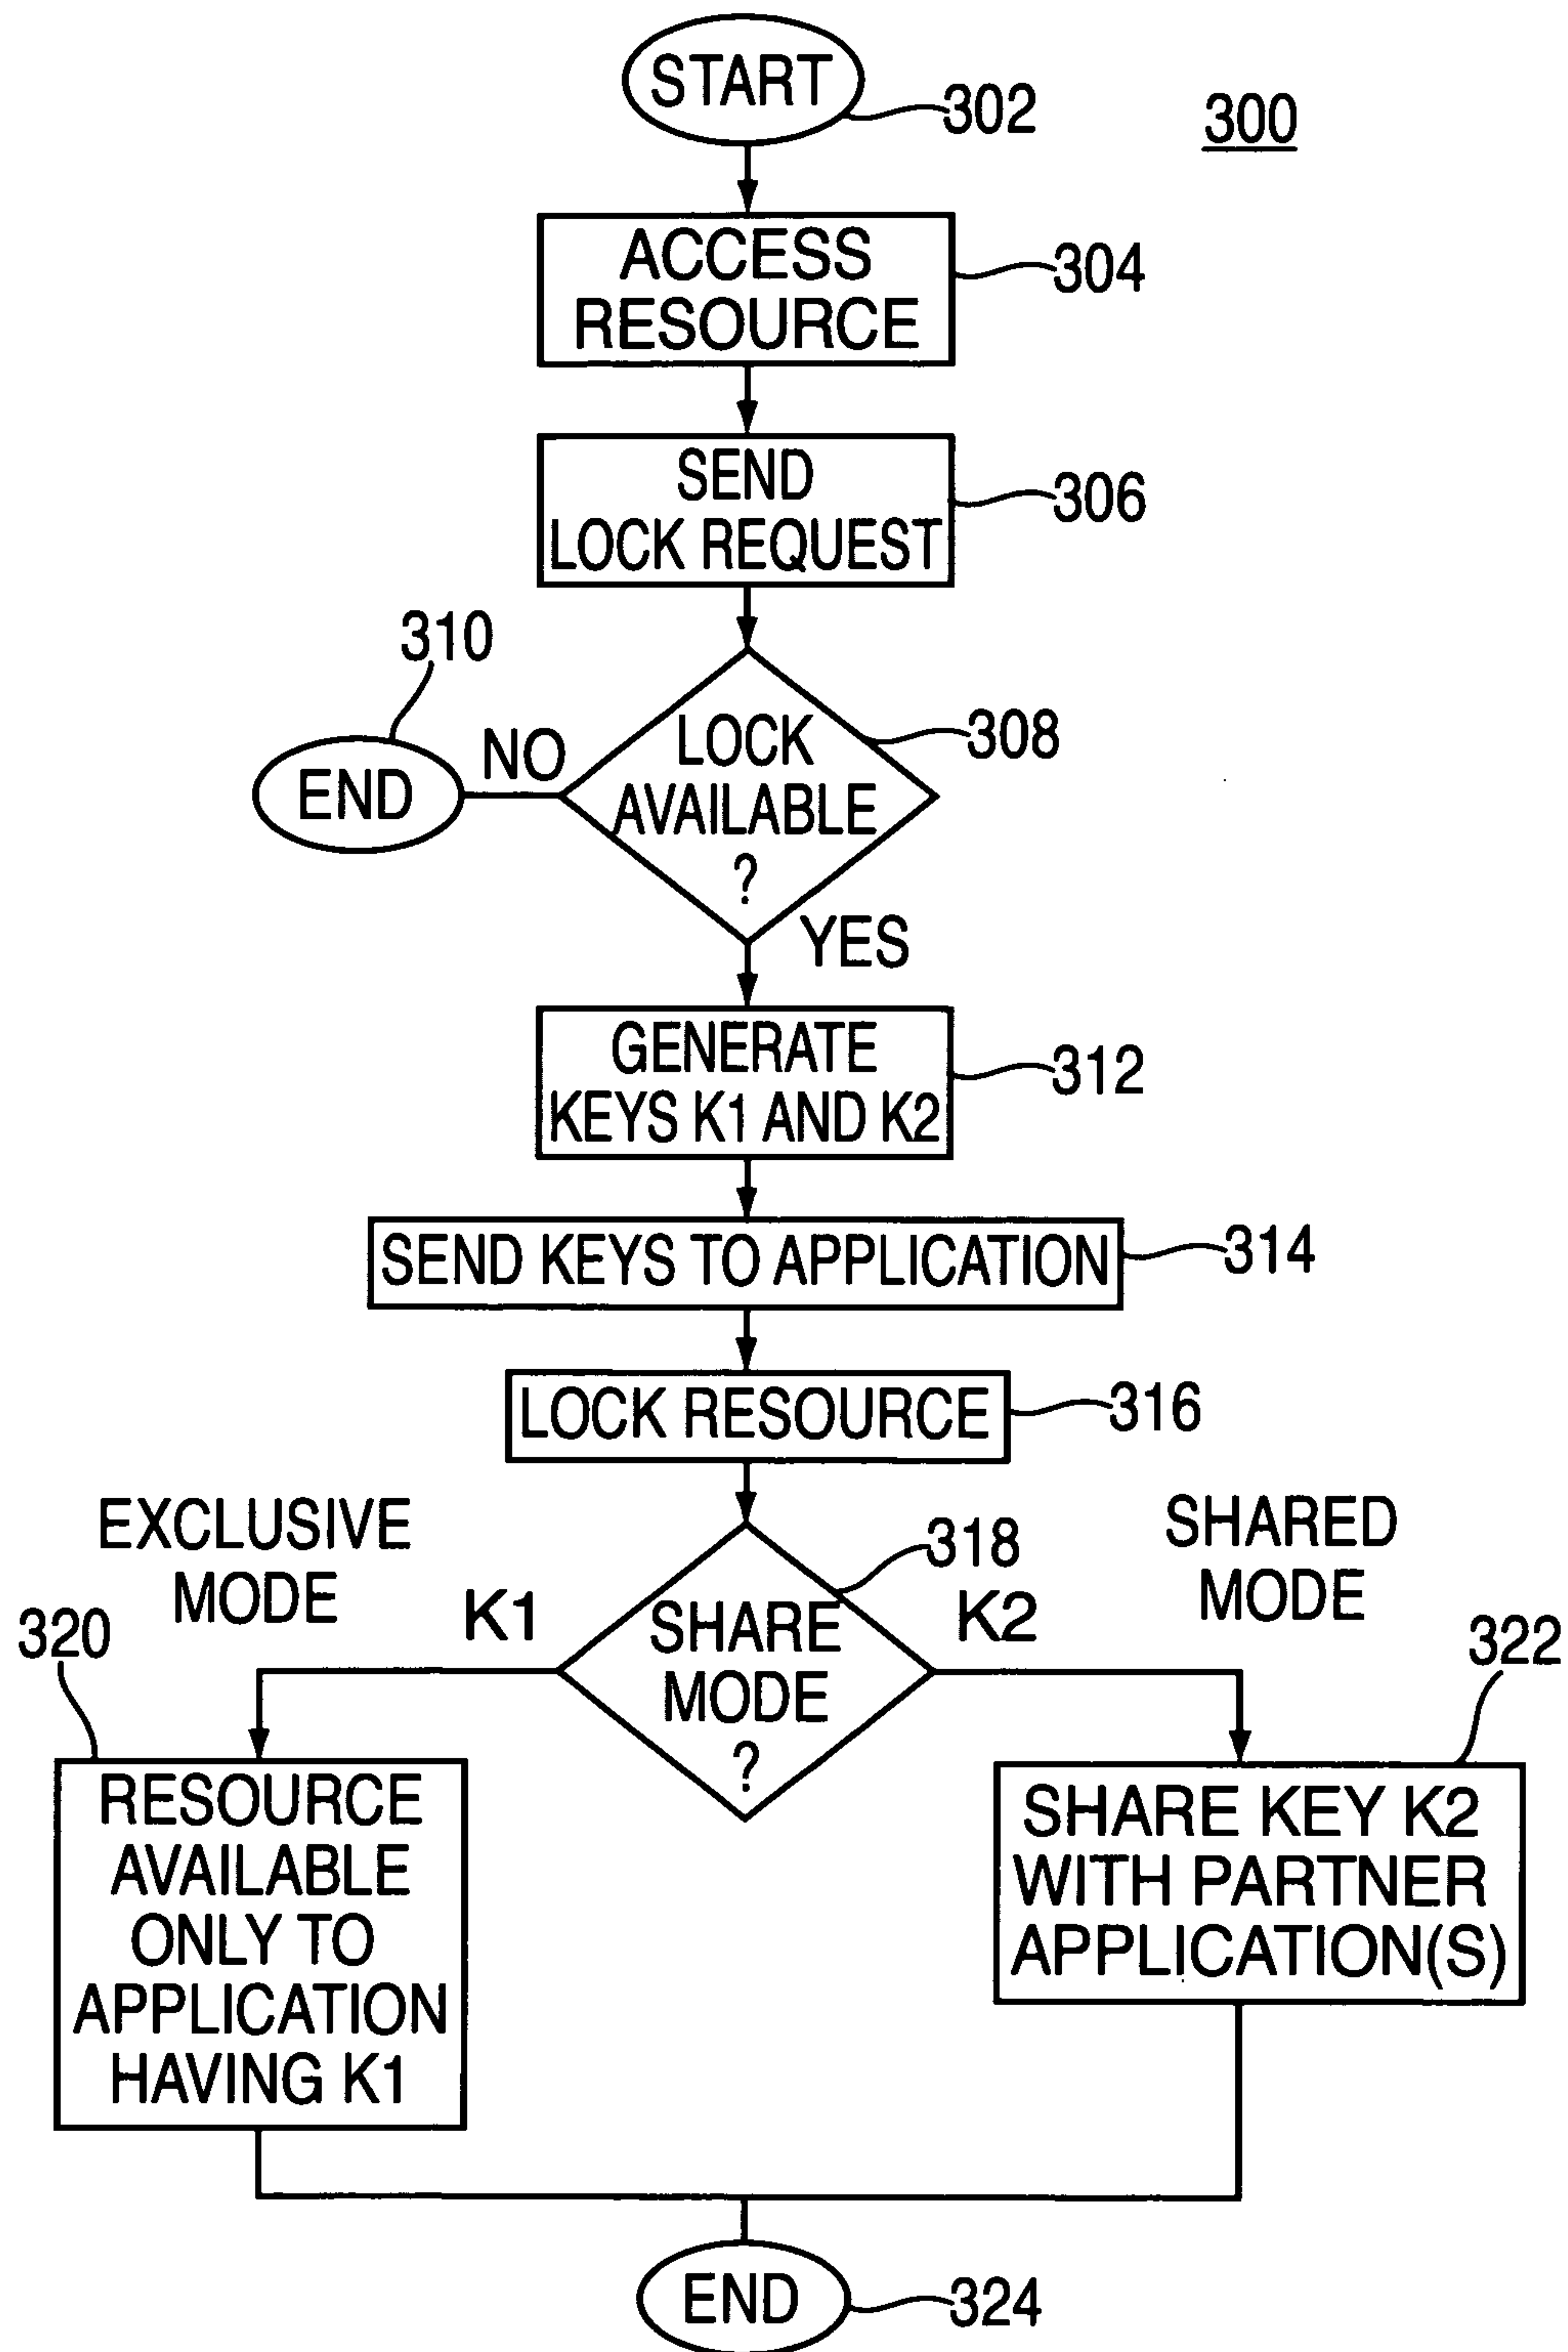 START
302
300
ACCESS
RESOURCE
304
SEND
LOCK REQUEST
306
310
END
NO
LOCK
AVAILABLE
?
308
YES
GENERATE
KEYS K1 AND K2
312
SEND KEYS TO APPLICATION
314
LOCK RESOURCE
316
EXCLUSIVE
MODE
320
K1
SHARE
MODE
?
318
K2
SHARED
MODE
322
RESOURCE
AVAILABLE
ONLY TO
APPLICATION
HAVING K1
SHARE KEY K2
WITH PARTNER
APPLICATION(S)
END
324